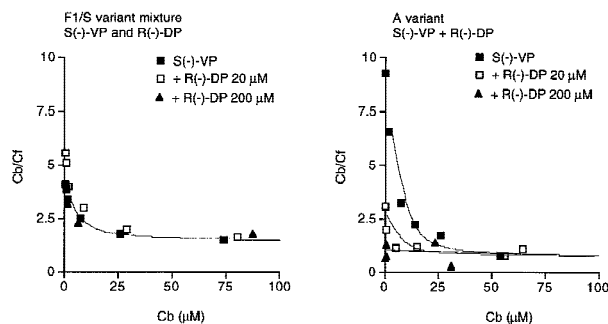 F1/S variant mixture
S(-)-VP and R(-)-DP
10
7.5
5
2.5
0
0 25 50 75 100
Cb/Cf
Cb (µM)
S(-)-VP
+ R(-)-DP 20 µM
+ R(-)-DP 200 µM
A variant
S(-)-VP + R(-)-DP
10
7.5
5
2.5
0
0 25 50 75 100
Cb/Cf
Cb (µM)
S(-)-VP
+ R(-)-DP 20 µM
+ R(-)-DP 200 µM